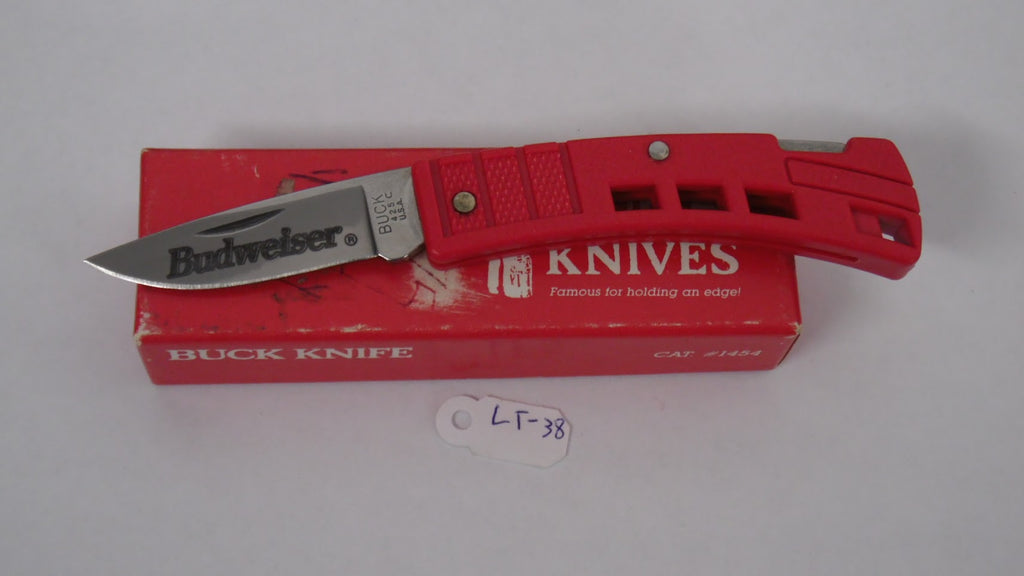 Budweiser®
BUCK
425 C
U.S.A.
KNIVES
Famous for holding an edge!
BUCK KNIFE
CAT. #1454
LT-38